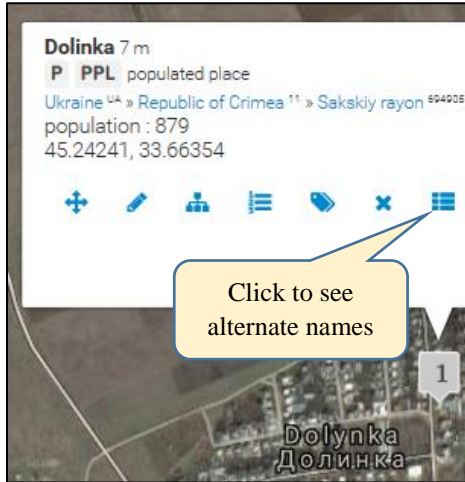 Dolinka 7 m
P PPL populated place
Ukraine UA » Republic of Crimea 11 » Sakskiy rayon 694905
population : 879
45.24241, 33.66354
Click to see
alternate names
1
Dolynka
Долинка